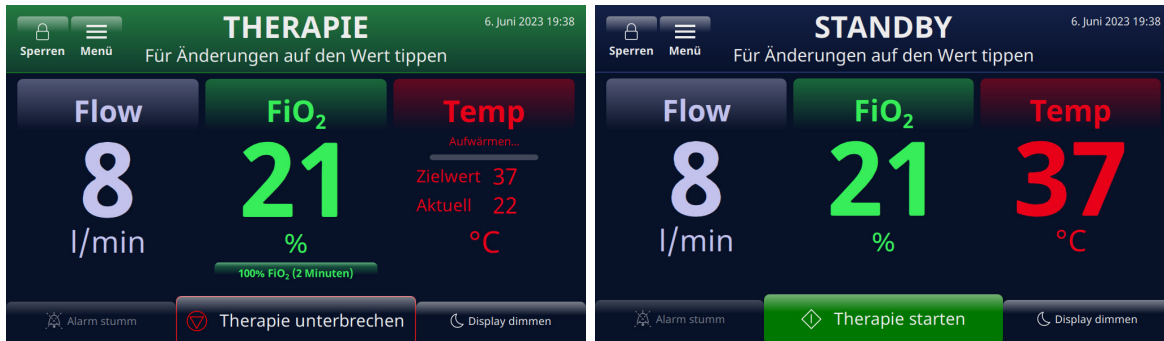 THERAPIE
6. Juni 2023 19:38
Sperren Menü
Für Änderungen auf den Wert tippen
Flow FiO₂ Temp
Aufwärmen...
8 21
Zielwert 37
Aktuell 22
l/min % °C
100% FiO₂ (2 Minuten)
Alarm stumm Therapie unterbrechen Display dimmen
STANDBY
6. Juni 2023 19:38
Sperren Menü
Für Änderungen auf den Wert tippen
Flow FiO₂ Temp
8 21 37
l/min % °C
Alarm stumm Therapie starten Display dimmen